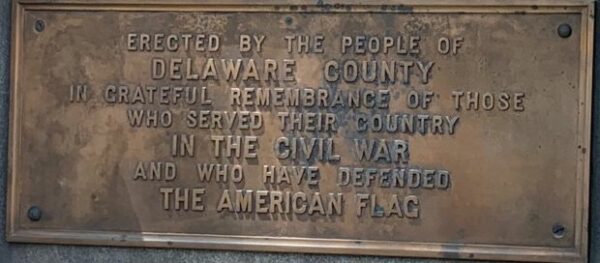 ERECTED BY THE PEOPLE OF
DELAWARE COUNTY
IN GRATEFUL REMEMBRANCE OF THOSE
WHO SERVED THEIR COUNTRY
IN THE CIVIL WAR
AND WHO HAVE DEFENDED
THE AMERICAN FLAG